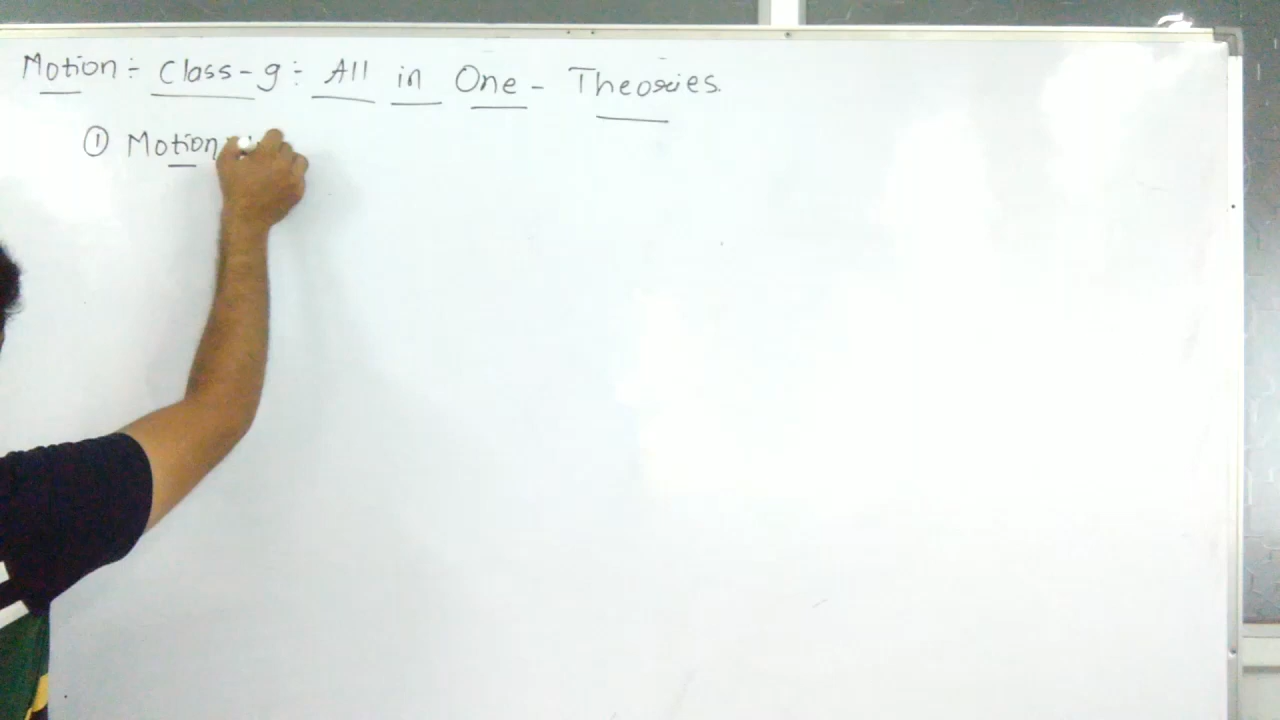 Motion ÷ Class-9 ÷ All in One - Theories.
① Motion